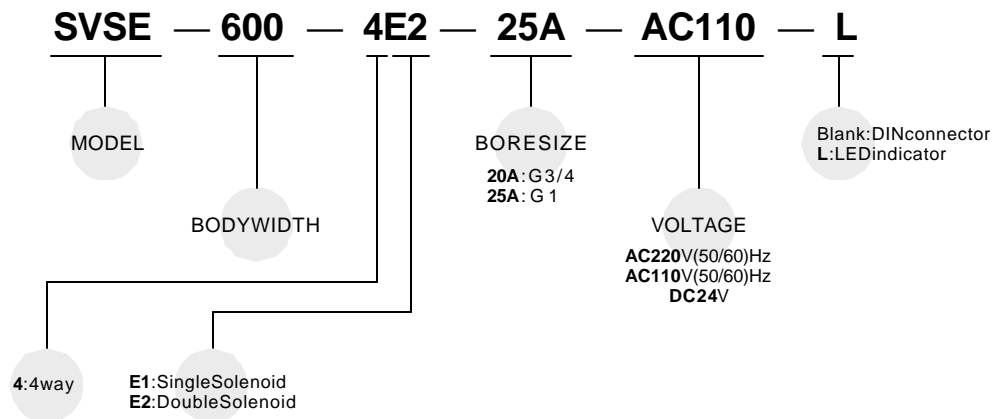 SVSE — 600 — 4E2 — 25A — AC110 — L
MODEL
BODYWIDTH
4:4way
E1:SingleSolenoid
E2:DoubleSolenoid
BORESIZE
20A:G3/4
25A:G1
VOLTAGE
AC220V(50/60)Hz
AC110V(50/60)Hz
DC24V
Blank:DINconnector
L:LEDindicator